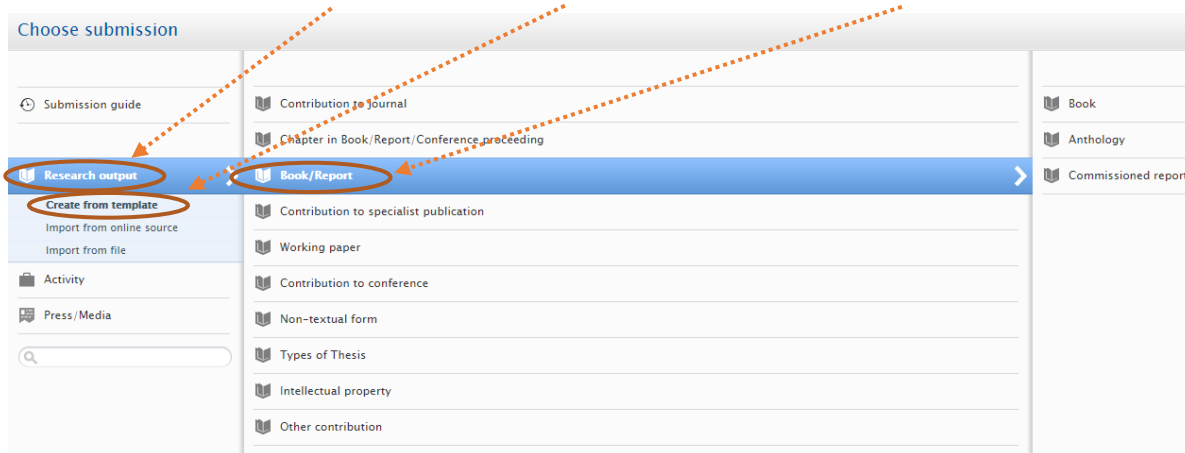 Choose submission
Submission guide
Research output
Create from template
Import from online source
Import from file
Activity
Press/Media
Contribution to journal
Chapter in Book/Report/Conference proceeding
Book/Report
Contribution to specialist publication
Working paper
Contribution to conference
Non-textual form
Types of Thesis
Intellectual property
Other contribution
Book
Anthology
Commissioned report